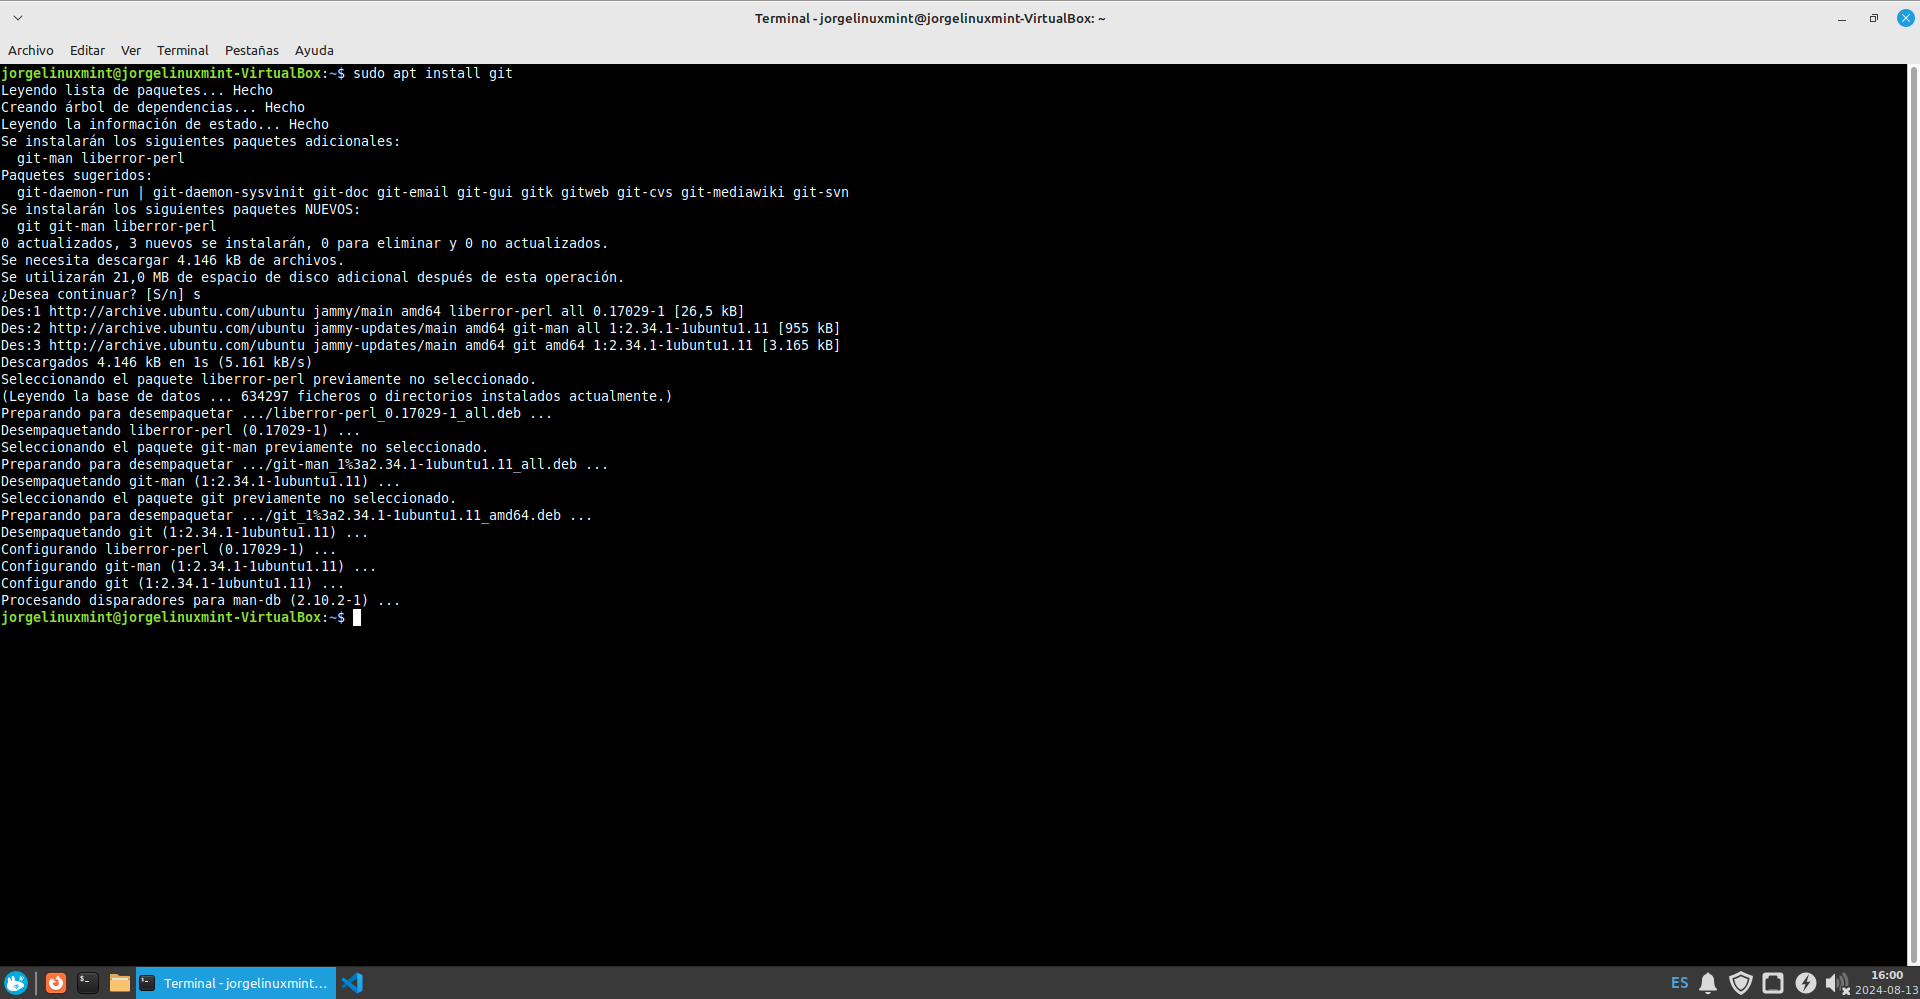 Terminal - jorgelinuxmint@jorgelinuxmint-VirtualBox: ~
Archivo Editar Ver Terminal Pestañas Ayuda
jorgelinuxmint@jorgelinuxmint-VirtualBox:~$ sudo apt install git
Leyendo lista de paquetes... Hecho
Creando árbol de dependencias... Hecho
Leyendo la información de estado... Hecho
Se instalarán los siguientes paquetes adicionales:
  git-man liberror-perl
Paquetes sugeridos:
  git-daemon-run | git-daemon-sysvinit git-doc git-email git-gui gitk gitweb git-cvs git-mediawiki git-svn
Se instalarán los siguientes paquetes NUEVOS:
  git git-man liberror-perl
0 actualizados, 3 nuevos se instalarán, 0 para eliminar y 0 no actualizados.
Se necesita descargar 4.146 kB de archivos.
Se utilizarán 21,0 MB de espacio de disco adicional después de esta operación.
¿Desea continuar? [S/n] s
Des:1 http://archive.ubuntu.com/ubuntu jammy/main amd64 liberror-perl all 0.17029-1 [26,5 kB]
Des:2 http://archive.ubuntu.com/ubuntu jammy-updates/main amd64 git-man all 1:2.34.1-1ubuntu1.11 [955 kB]
Des:3 http://archive.ubuntu.com/ubuntu jammy-updates/main amd64 git amd64 1:2.34.1-1ubuntu1.11 [3.165 kB]
Descargados 4.146 kB en 1s (5.161 kB/s)
Seleccionando el paquete liberror-perl previamente no seleccionado.
(Leyendo la base de datos ... 634297 ficheros o directorios instalados actualmente.)
Preparando para desempaquetar .../liberror-perl_0.17029-1_all.deb ...
Desempaquetando liberror-perl (0.17029-1) ...
Seleccionando el paquete git-man previamente no seleccionado.
Preparando para desempaquetar .../git-man_1%3a2.34.1-1ubuntu1.11_all.deb ...
Desempaquetando git-man (1:2.34.1-1ubuntu1.11) ...
Seleccionando el paquete git previamente no seleccionado.
Preparando para desempaquetar .../git_1%3a2.34.1-1ubuntu1.11_amd64.deb ...
Desempaquetando git (1:2.34.1-1ubuntu1.11) ...
Configurando liberror-perl (0.17029-1) ...
Configurando git-man (1:2.34.1-1ubuntu1.11) ...
Configurando git (1:2.34.1-1ubuntu1.11) ...
Procesando disparadores para man-db (2.10.2-1) ...
jorgelinuxmint@jorgelinuxmint-VirtualBox:~$
Terminal - jorgelinuxmint...
ES
16:00
2024-08-13